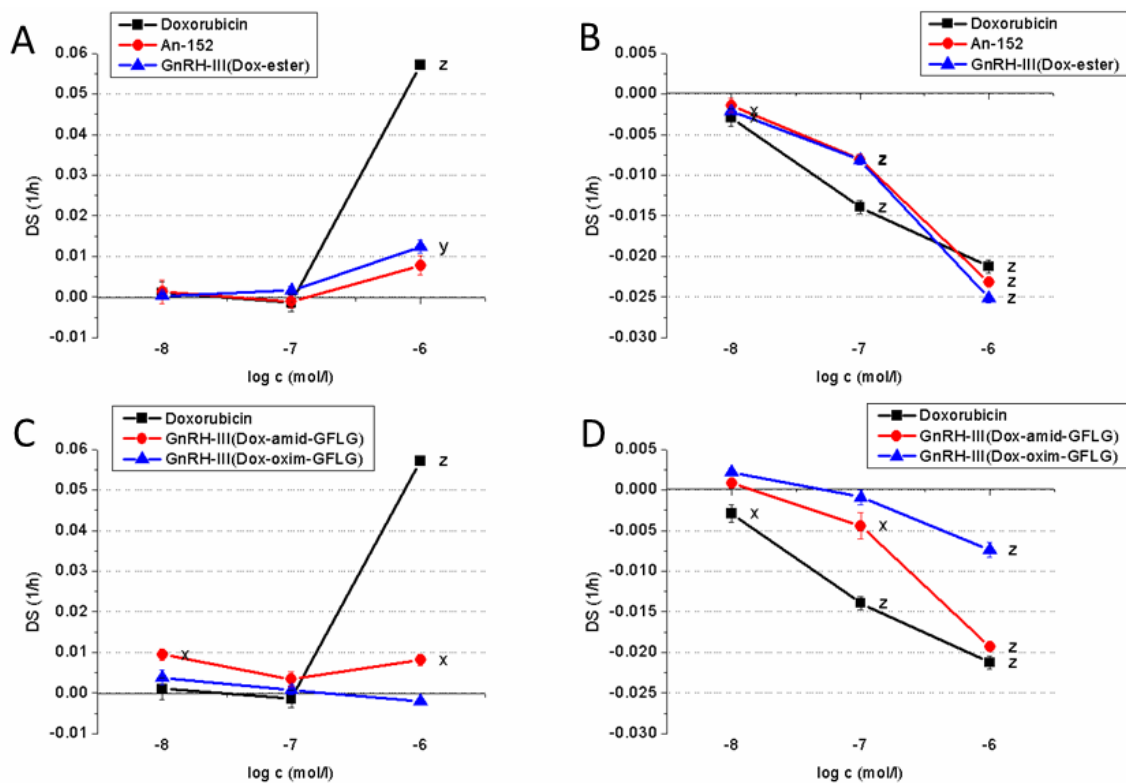 A
Doxorubicin
An-152
GnRH-III(Dox-ester)
0.06
0.05
0.04
0.03
0.02
0.01
0.00
-0.01
DS (1/h)
z
y
-8
-7
-6
log c (mol/l)
B
Doxorubicin
An-152
GnRH-III(Dox-ester)
0.005
0.000
-0.005
-0.010
-0.015
-0.020
-0.025
-0.030
DS (1/h)
x
z
z
z
z
z
-8
-7
-6
log c (mol/l)
C
Doxorubicin
GnRH-III(Dox-amid-GFLG)
GnRH-III(Dox-oxim-GFLG)
0.06
0.05
0.04
0.03
0.02
0.01
0.00
-0.01
DS (1/h)
z
x
x
-8
-7
-6
log c (mol/l)
D
Doxorubicin
GnRH-III(Dox-amid-GFLG)
GnRH-III(Dox-oxim-GFLG)
0.005
0.000
-0.005
-0.010
-0.015
-0.020
-0.025
-0.030
DS (1/h)
x
x
z
z
z
z
-8
-7
-6
log c (mol/l)